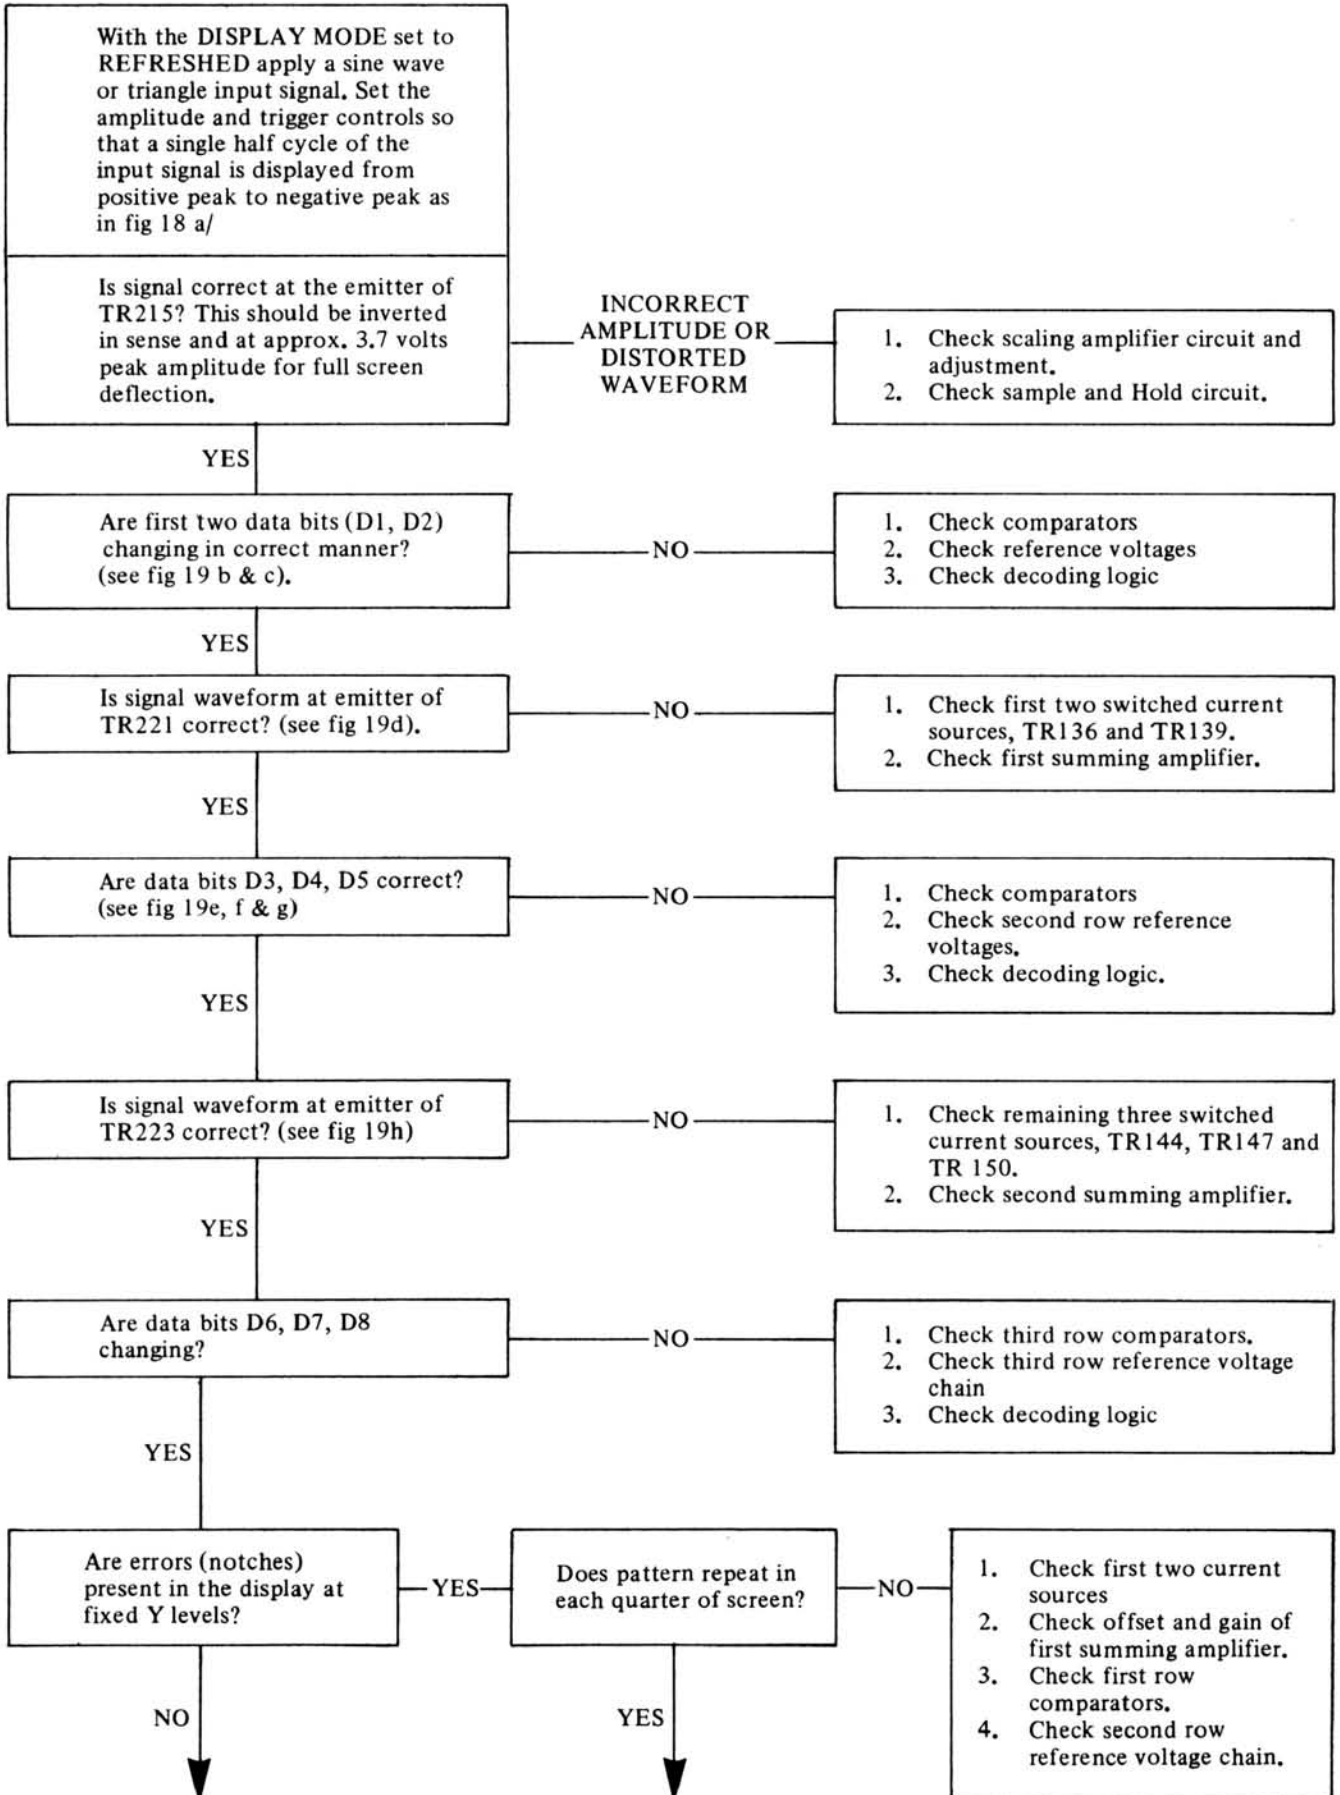 With the DISPLAY MODE set to
REFRESHED apply a sine wave
or triangle input signal. Set the
amplitude and trigger controls so
that a single half cycle of the
input signal is displayed from
positive peak to negative peak as
in fig 18 a/
Is signal correct at the emitter of
TR215? This should be inverted
in sense and at approx. 3.7 volts
peak amplitude for full screen
deflection.
INCORRECT
AMPLITUDE OR
DISTORTED
WAVEFORM
1. Check scaling amplifier circuit and
adjustment.
2. Check sample and Hold circuit.
YES
Are first two data bits (D1, D2)
changing in correct manner?
(see fig 19 b & c).
NO
1. Check comparators
2. Check reference voltages
3. Check decoding logic
YES
Is signal waveform at emitter of
TR221 correct? (see fig 19d).
NO
1. Check first two switched current
sources, TR136 and TR139.
2. Check first summing amplifier.
YES
Are data bits D3, D4, D5 correct?
(see fig 19e, f & g)
NO
1. Check comparators
2. Check second row reference
voltages.
3. Check decoding logic.
YES
Is signal waveform at emitter of
TR223 correct? (see fig 19h)
NO
1. Check remaining three switched
current sources, TR144, TR147 and
TR 150.
2. Check second summing amplifier.
YES
Are data bits D6, D7, D8
changing?
NO
1. Check third row comparators.
2. Check third row reference voltage
chain
3. Check decoding logic
YES
Are errors (notches)
present in the display at
fixed Y levels?
YES
Does pattern repeat in
each quarter of screen?
NO
1. Check first two current
sources
2. Check offset and gain of
first summing amplifier.
3. Check first row
comparators.
4. Check second row
reference voltage chain.
NO
YES